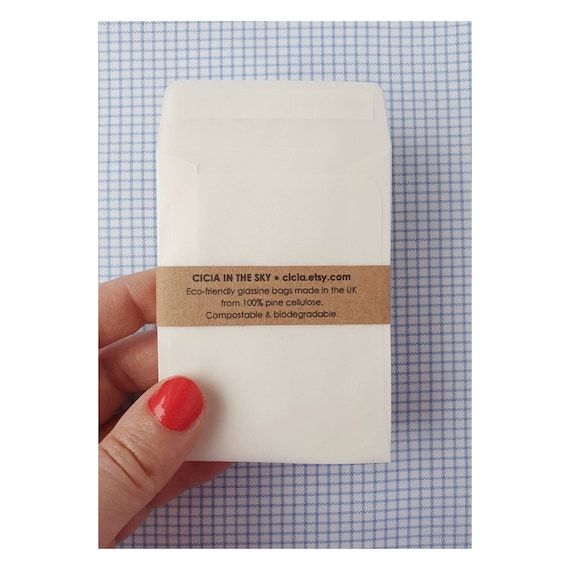 CICIA IN THE SKY • cicia.etsy.com
Eco-friendly glassine bags made in the UK
from 100% pine cellulose.
Compostable & biodegradable.